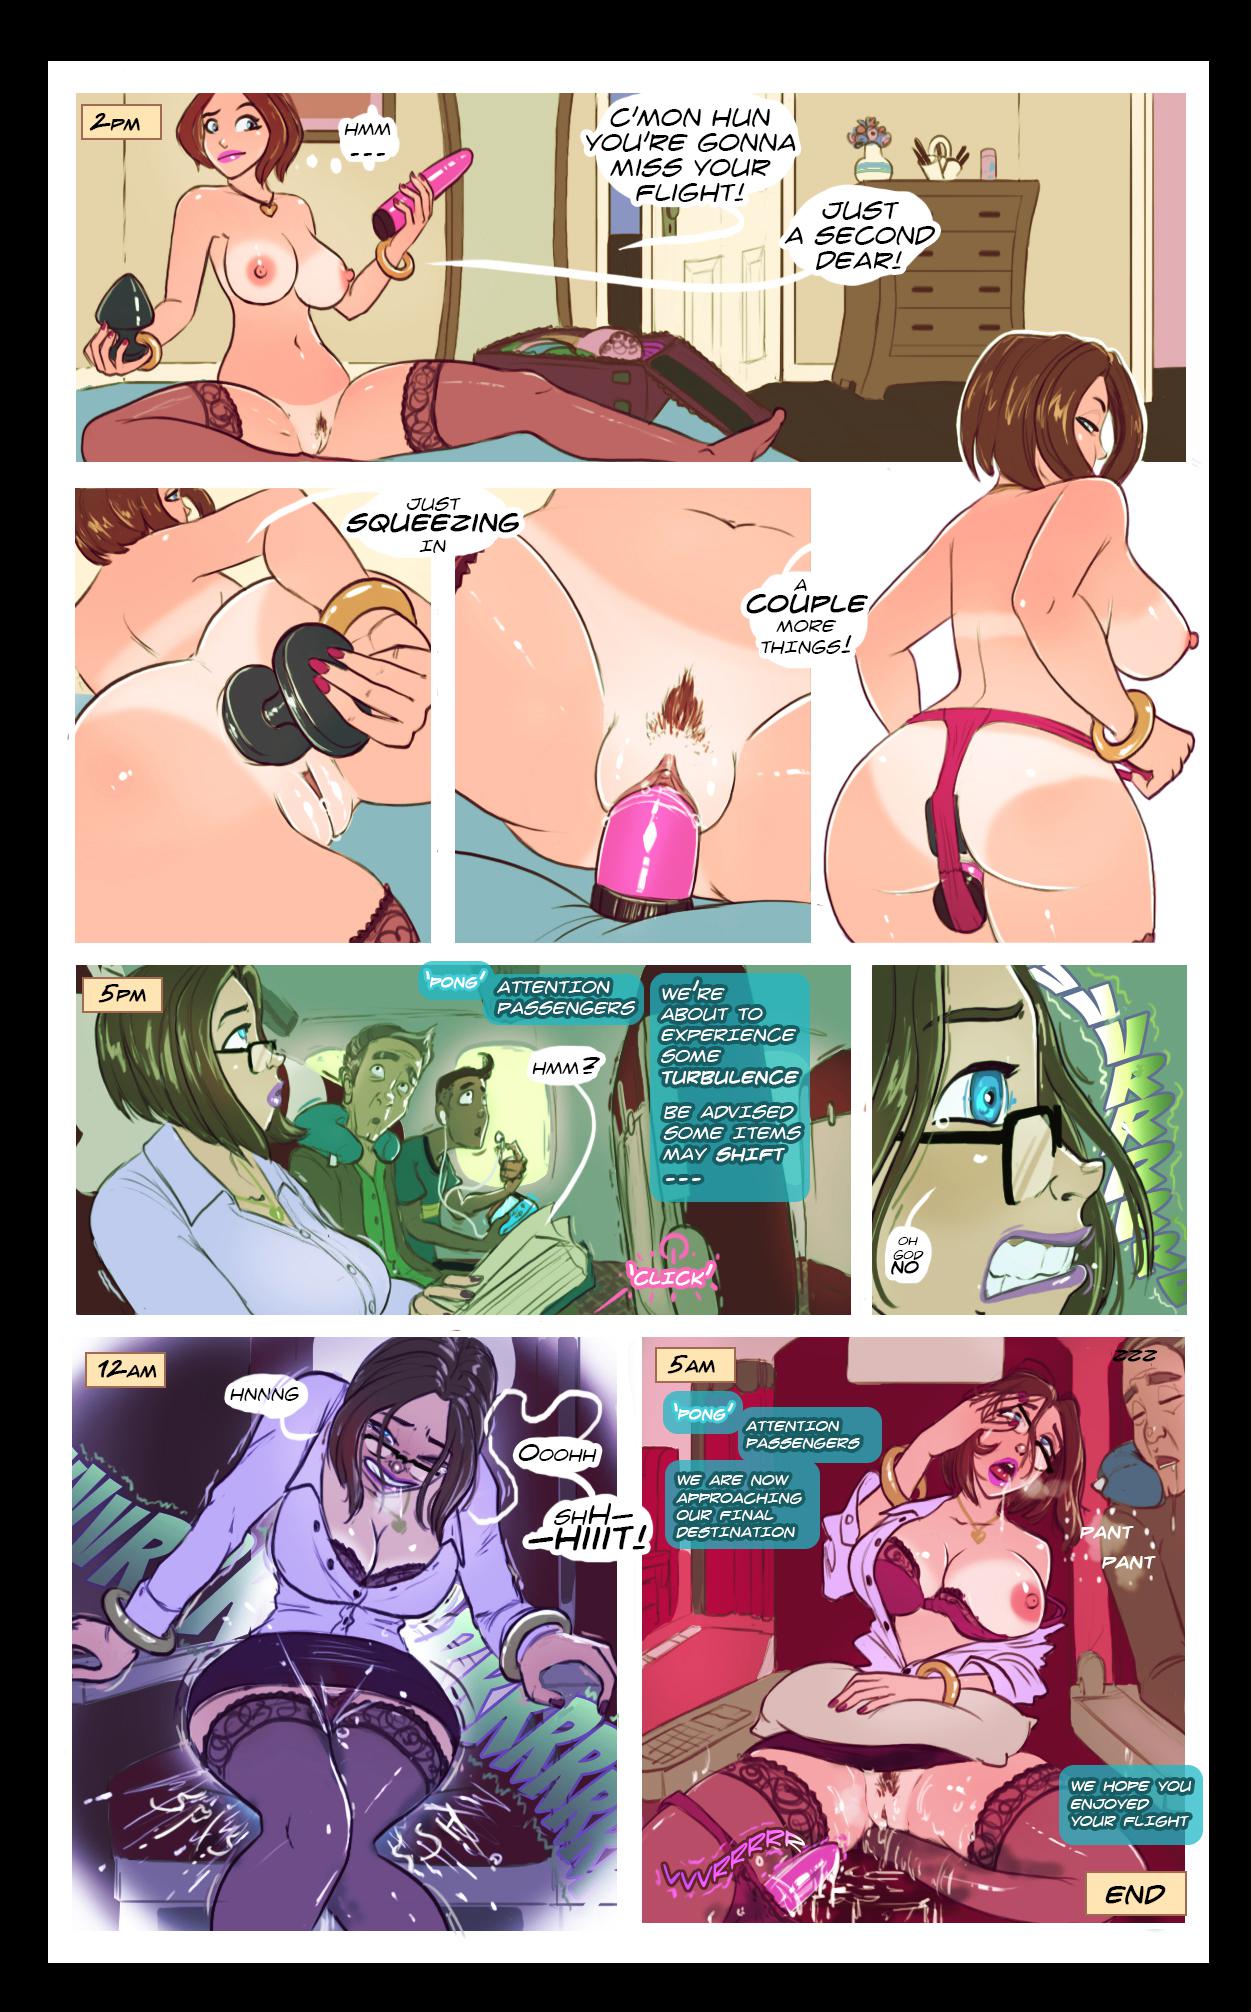 2PM
HMM
---
C'MON HUN
YOU'RE GONNA
MISS YOUR
FLIGHT!
JUST
A SECOND
DEAR!
JUST
SQUEEZING
IN
A
COUPLE
MORE
THINGS!
5PM
'PONG'
ATTENTION
PASSENGERS
WE'RE
ABOUT TO
EXPERIENCE
SOME
TURBULENCE
BE ADVISED
SOME ITEMS
MAY SHIFT
---
HMM?
'CLICK'
OH
GOD
NO
12AM
HNNNG
OOOHH
SHH-
-HIIIT!
5AM
'PONG'
ATTENTION
PASSENGERS
WE ARE NOW
APPROACHING
OUR FINAL
DESTINATION
ZZZ
PANT
PANT
WE HOPE YOU
ENJOYED
YOUR FLIGHT
VVVRRRRRR
END